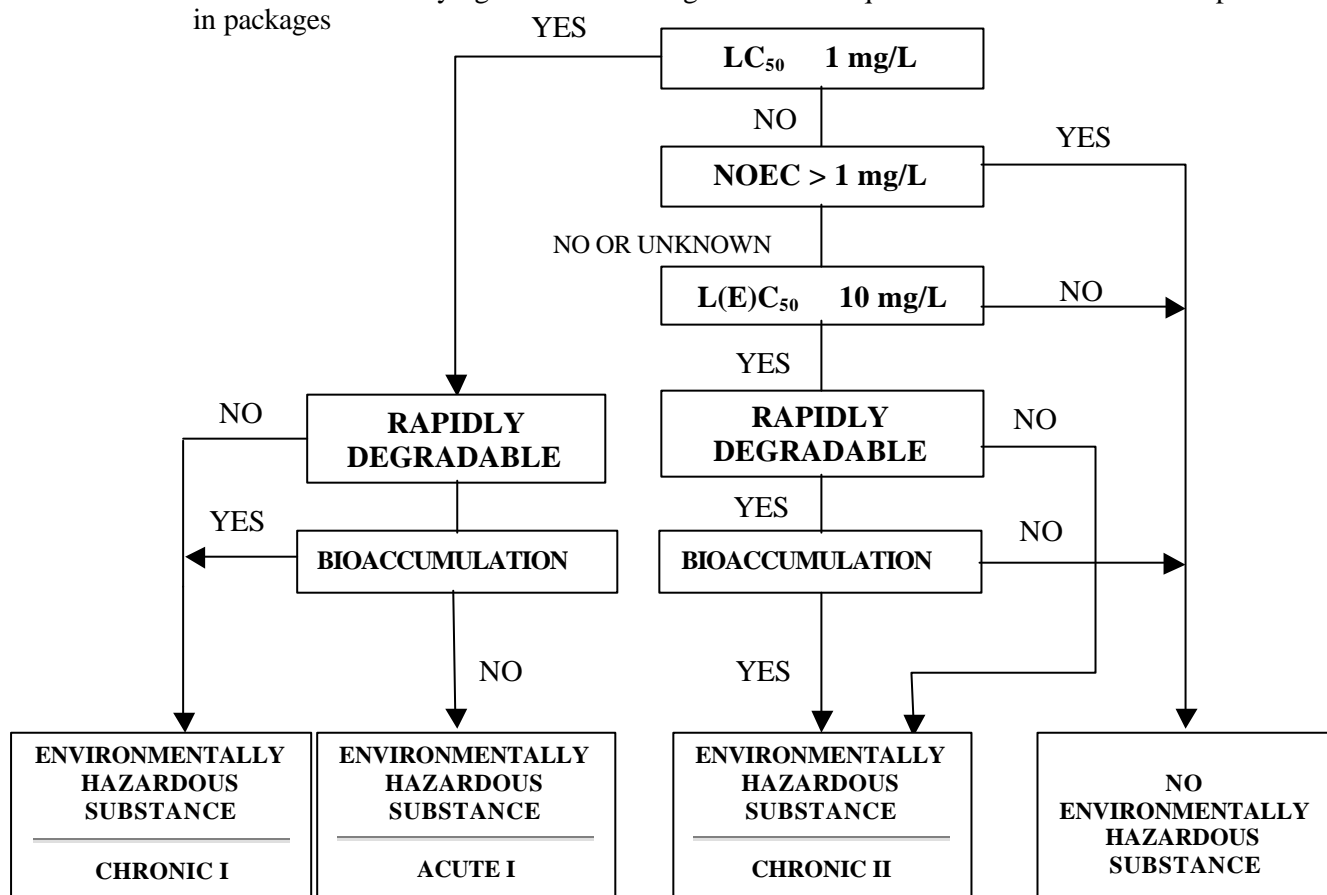 in packages
YES
LC₅₀ 1 mg/L
NO
YES
NOEC > 1 mg/L
NO OR UNKNOWN
L(E)C₅₀ 10 mg/L
NO
YES
NO
RAPIDLY
DEGRADABLE
RAPIDLY
DEGRADABLE
NO
YES
YES
NO
BIOACCUMULATION
BIOACCUMULATION
NO
YES
ENVIRONMENTALLY
HAZARDOUS
SUBSTANCE
CHRONIC I
ENVIRONMENTALLY
HAZARDOUS
SUBSTANCE
ACUTE I
ENVIRONMENTALLY
HAZARDOUS
SUBSTANCE
CHRONIC II
NO
ENVIRONMENTALLY
HAZARDOUS
SUBSTANCE